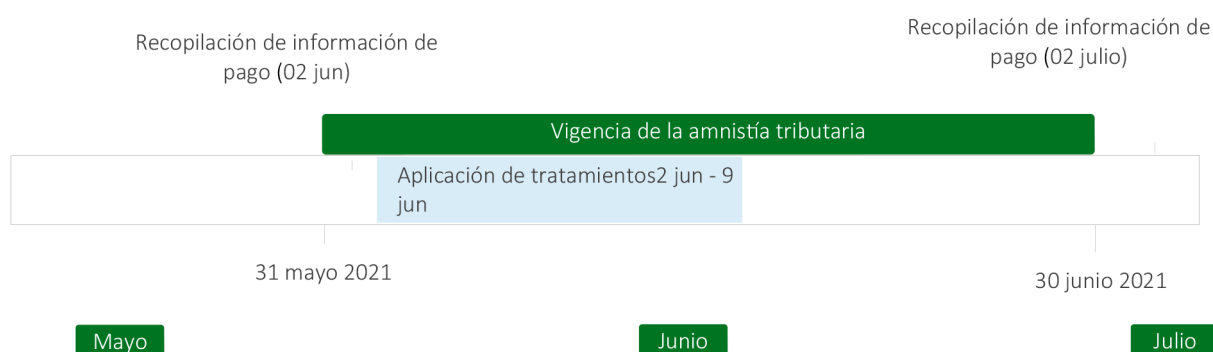 Recopilación de información de
pago (02 jun)
Recopilación de información de
pago (02 julio)
Vigencia de la amnistía tributaria
Aplicación de tratamientos2 jun - 9
jun
31 mayo 2021
30 junio 2021
Mayo
Junio
Julio